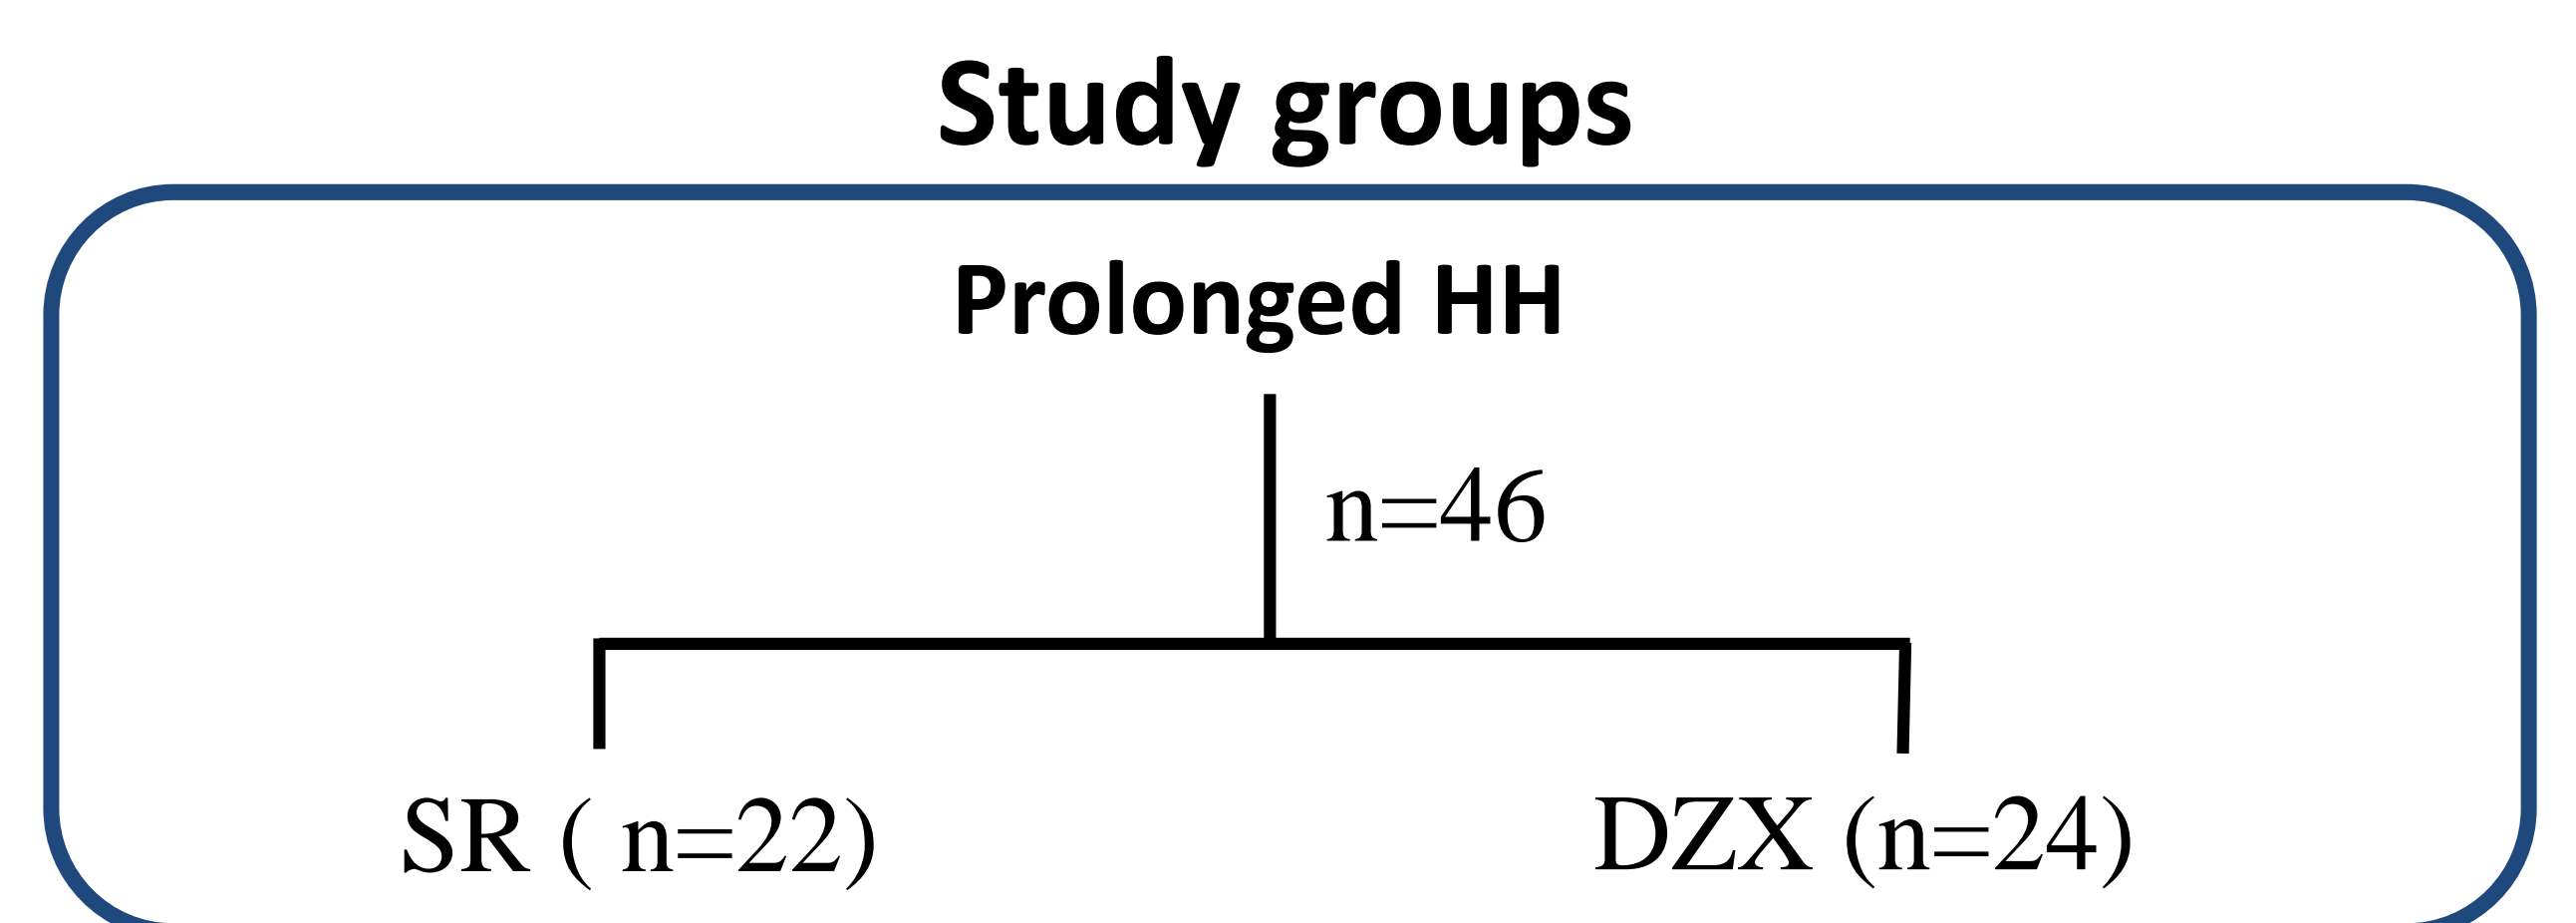 Study groups
Prolonged HH
n=46
SR ( n=22)
DZX (n=24)